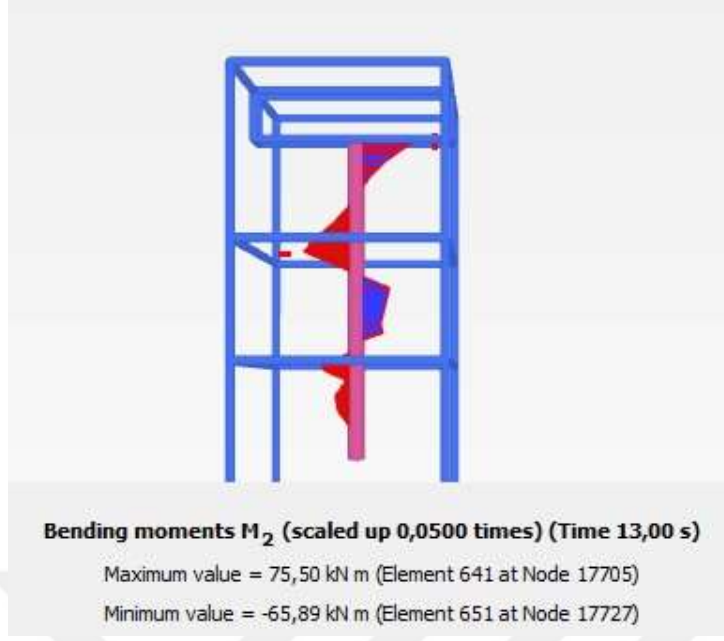 Bending moments M2 (scaled up 0,0500 times) (Time 13,00 s)
Maximum value = 75,50 kN m (Element 641 at Node 17705)
Minimum value = -65,89 kN m (Element 651 at Node 17727)